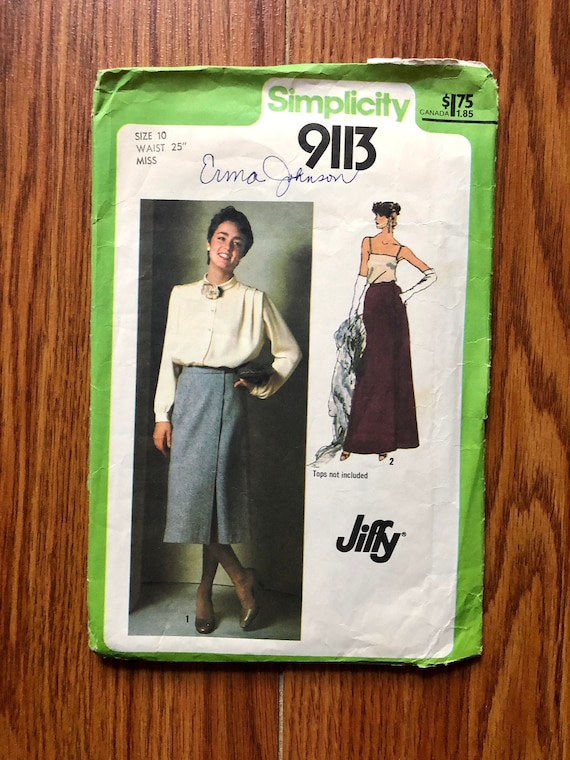 Simplicity
$1.75
CANADA 1.85
SIZE 10
WAIST 25"
MISS
9113
Erma Johnson
2
Tops not included
Jiffy®
1